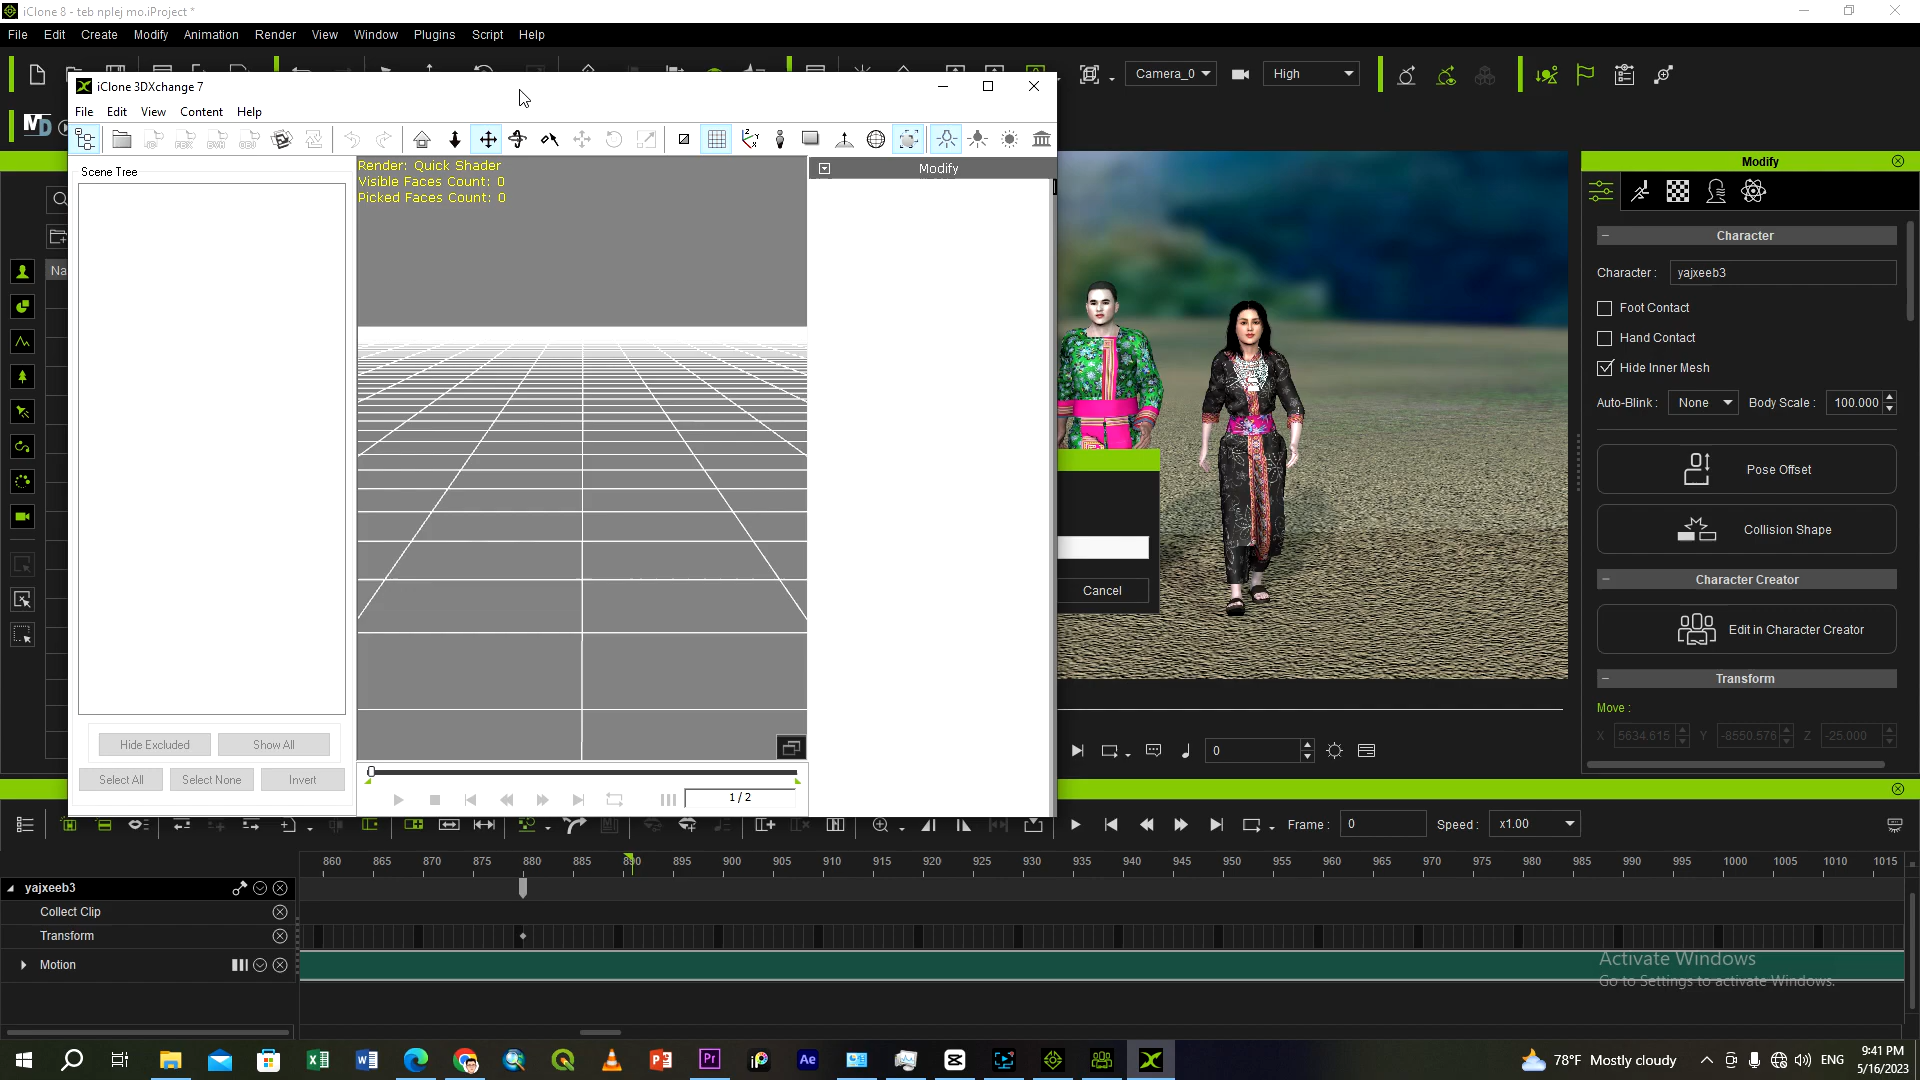 iClone 8 - teb nplej mo.iProject *
File Edit Create Modify Animation Render View Window Plugins Script Help
Camera_0 High
iClone 3DXchange 7
File Edit View Content Help
Scene Tree
Render: Quick Shader
Visible Faces Count: 0
Picked Faces Count: 0
Modify
Hide Excluded Show All
Select All Select None Invert
1 / 2
Cancel
Modify
Character
Character : yajxeeb3
Foot Contact
Hand Contact
Hide Inner Mesh
Auto-Blink : None Body Scale : 100.000
Pose Offset
Collision Shape
Character Creator
Edit in Character Creator
Transform
Move :
X 5634.615 Y -8550.576 Z -25.000
0
Frame : 0 Speed : x1.00
860 865 870 875 880 885 890 895 900 905 910 915 920 925 930 935 940 945 950 955 960 965 970 975 980 985 990 995 1000 1005 1010 1015
yajxeeb3
Collect Clip
Transform
Motion
Activate Windows
Go to Settings to activate Windows.
78°F Mostly cloudy
ENG
9:41 PM
5/16/2023